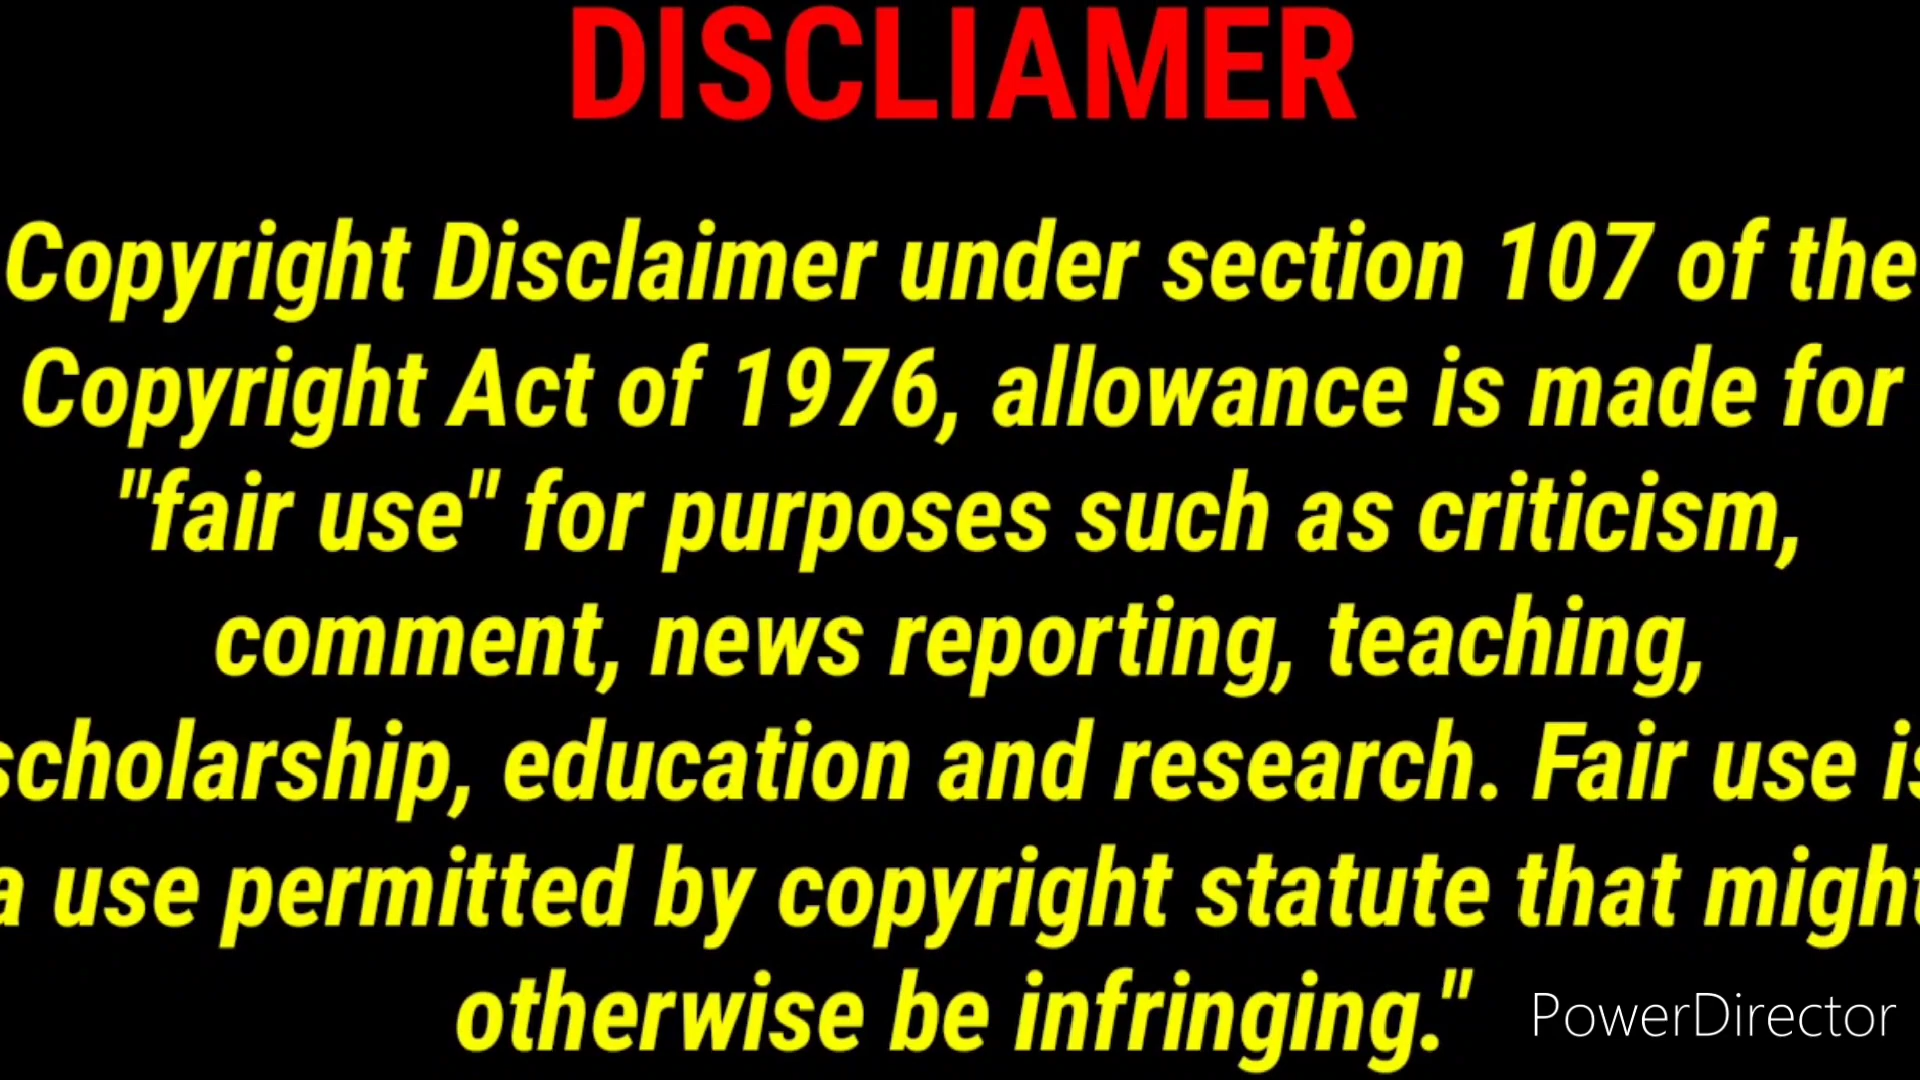 DISCLIAMER
Copyright Disclaimer under section 107 of the
Copyright Act of 1976, allowance is made for
"fair use" for purposes such as criticism,
comment, news reporting, teaching,
scholarship, education and research. Fair use is
a use permitted by copyright statute that might
otherwise be infringing."
PowerDirector